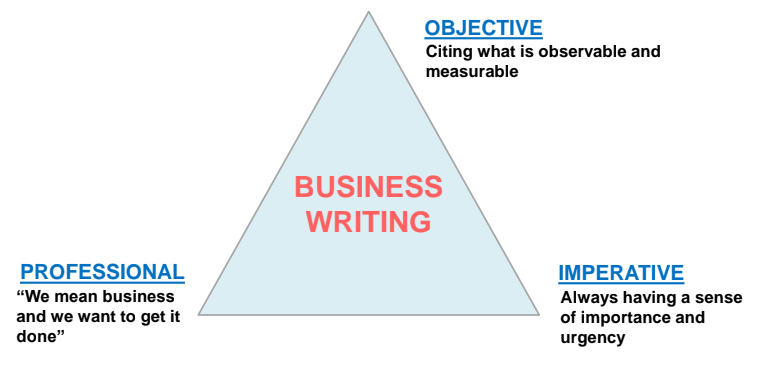 OBJECTIVE
Citing what is observable and
measurable
BUSINESS
WRITING
PROFESSIONAL
“We mean business
and we want to get it
done”
IMPERATIVE
Always having a sense
of importance and
urgency